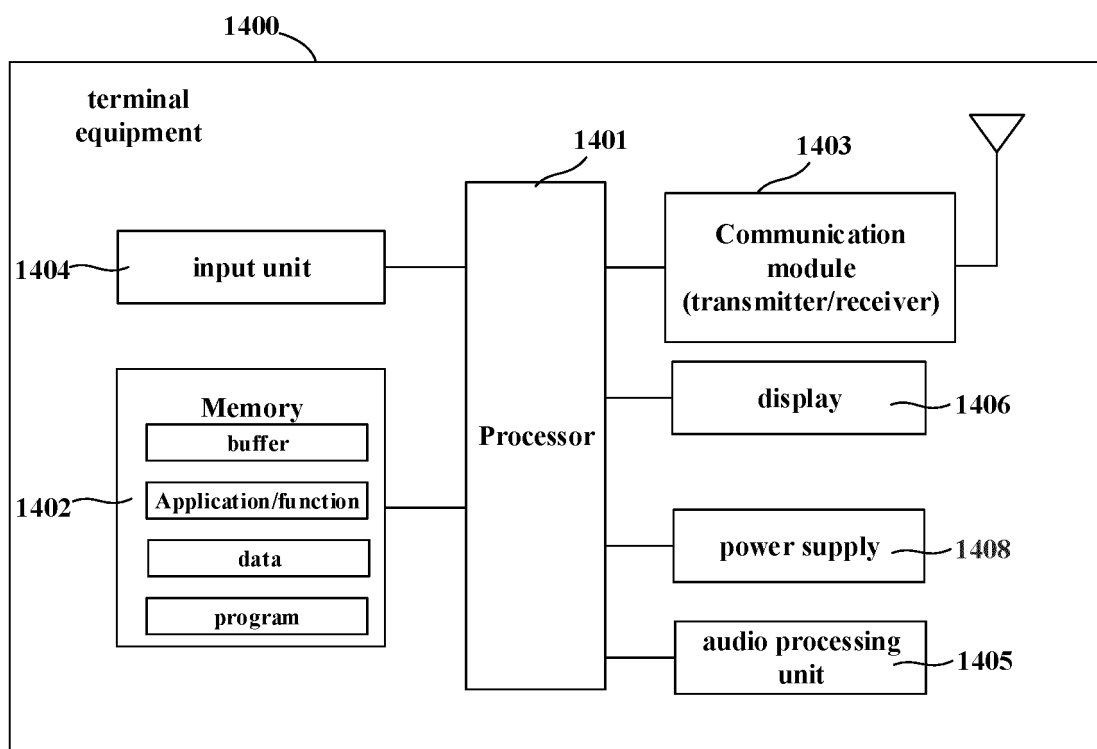 1400
terminal
equipment
1401
1403
Communication
module
(transmitter/receiver)
1404
input unit
Memory
buffer
Application/function
data
program
1402
Processor
display
1406
power supply
1408
audio processing
unit
1405